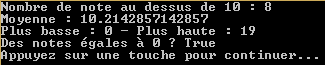 Nombre de note au dessus de 10 : 8
Moyenne : 10.2142857142857
Plus basse : 0 - Plus haute : 19
Des notes égales à 0 ? True
Appuyez sur une touche pour continuer...